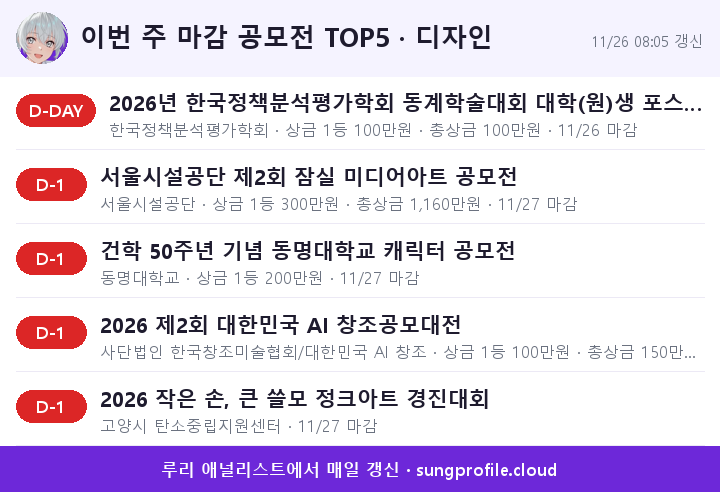 이번 주 마감 공모전 TOP5 · 디자인
11/26 08:05 갱신
D-DAY
2026년 한국정책분석평가학회 동계학술대회 대학(원)생 포스...
한국정책분석평가학회 · 상금 1등 100만원 · 총상금 100만원 · 11/26 마감
D-1
서울시설공단 제2회 잠실 미디어아트 공모전
서울시설공단 · 상금 1등 300만원 · 총상금 1,160만원 · 11/27 마감
D-1
건학 50주년 기념 동명대학교 캐릭터 공모전
동명대학교 · 상금 1등 200만원 · 11/27 마감
D-1
2026 제2회 대한민국 AI 창조공모대전
사단법인 한국창조미술협회/대한민국 AI 창조 · 상금 1등 100만원 · 총상금 150만...
D-1
2026 작은 손, 큰 쓸모 정크아트 경진대회
고양시 탄소중립지원센터 · 11/27 마감
루리 애널리스트에서 매일 갱신 · sungprofile.cloud